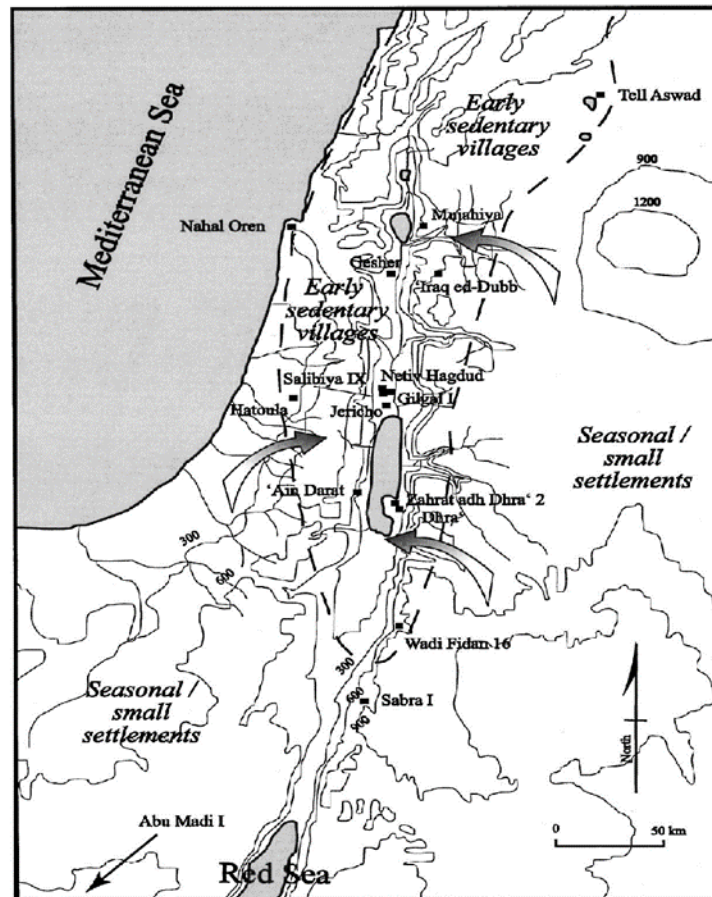 Mediterranean Sea
Early
sedentary
villages
Tell Aswad
900
1200
Mujahiya
Nahal Oren
Gesher
'Iraq ed-Dubb
Early
sedentary
villages
Netiv Hagdud
Salibiya IX
Gilgal I
Hatoula
Jericho
Seasonal /
small
settlements
'Ain Darat
Zahrat adh Dhra' 2
Dhra'
300
600
Wadi Fidan 16
300
600
900
Sabra I
Seasonal /
small
settlements
North
Abu Madi I
0 50 km
Red Sea